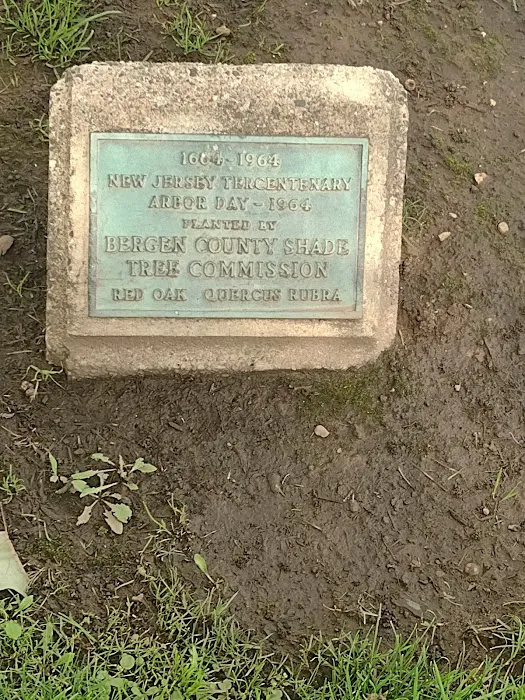 1664-1964
NEW JERSEY TERCENTENARY
ARBOR DAY - 1964
PLANTED BY
BERGEN COUNTY SHADE
TREE COMMISSION
RED OAK QUERCUS RUBRA